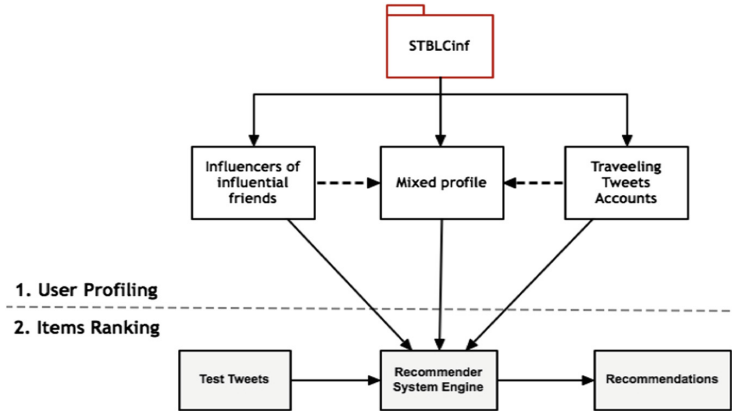 STBLCinf
Influencers of
influential
friends
Mixed profile
Traveeling
Tweets
Accounts
1. User Profiling
2. Items Ranking
Test Tweets
Recommender
System Engine
Recommendations